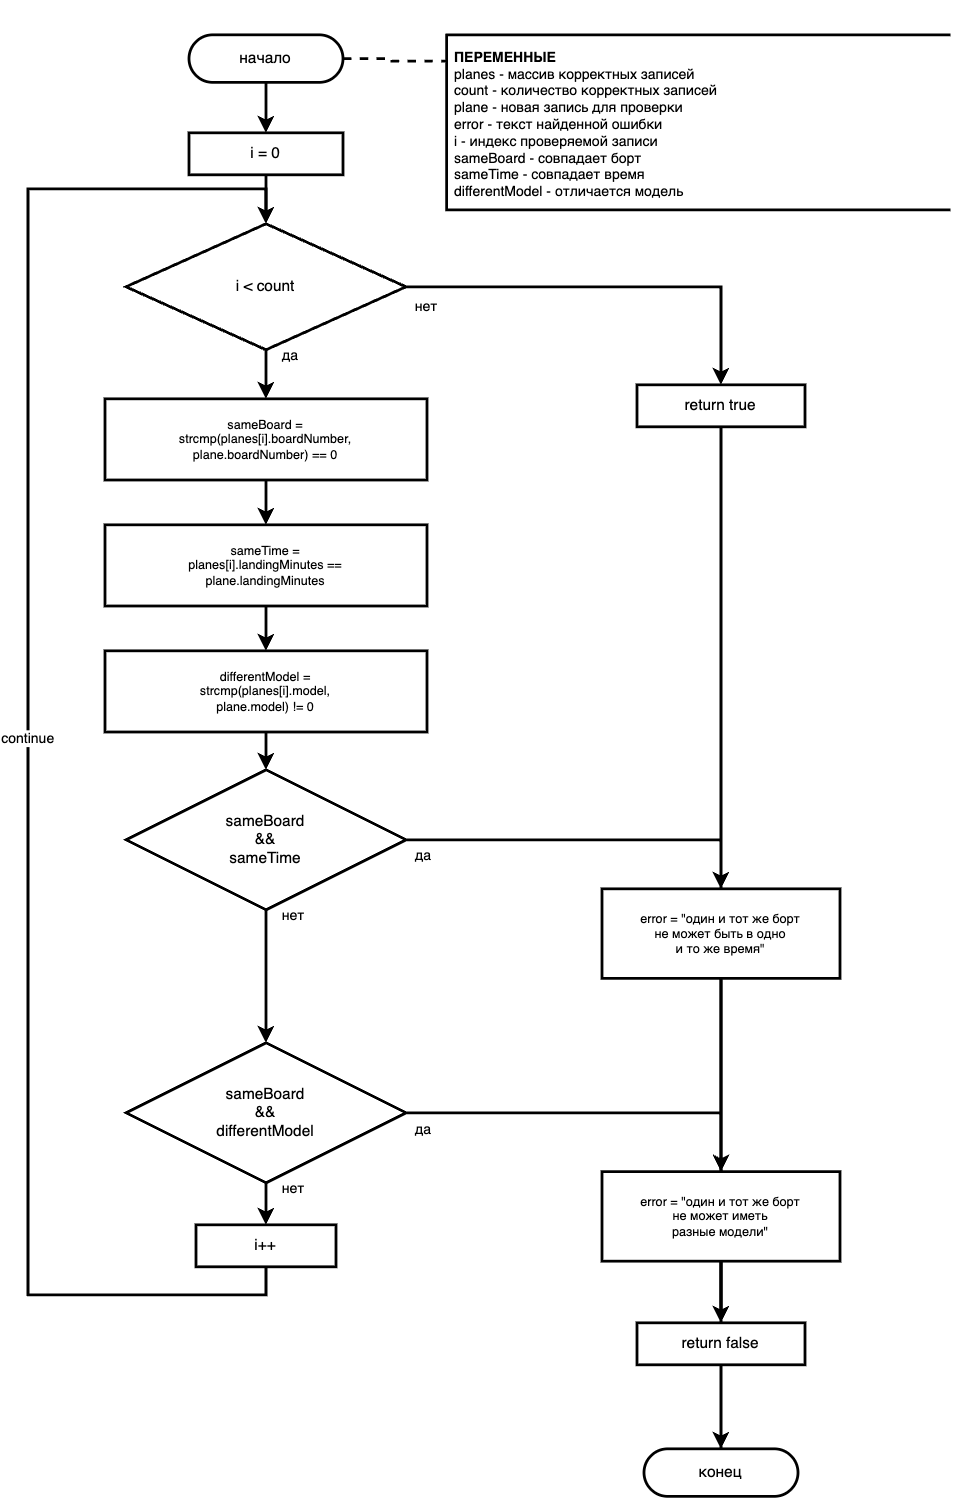 начало
ПЕРЕМЕННЫЕ
planes - массив корректных записей
count - количество корректных записей
plane - новая запись для проверки
error - текст найденной ошибки
i - индекс проверяемой записи
sameBoard - совпадает борт
sameTime - совпадает время
differentModel - отличается модель
i = 0
i < count
нет
да
return true
sameBoard =
strcmp(planes[i].boardNumber,
plane.boardNumber) == 0
sameTime =
planes[i].landingMinutes ==
plane.landingMinutes
differentModel =
strcmp(planes[i].model,
plane.model) != 0
continue
sameBoard
&&
sameTime
да
нет
error = "один и тот же борт
не может быть в одно
и то же время"
sameBoard
&&
differentModel
да
нет
error = "один и тот же борт
не может иметь
разные модели"
i++
return false
конец